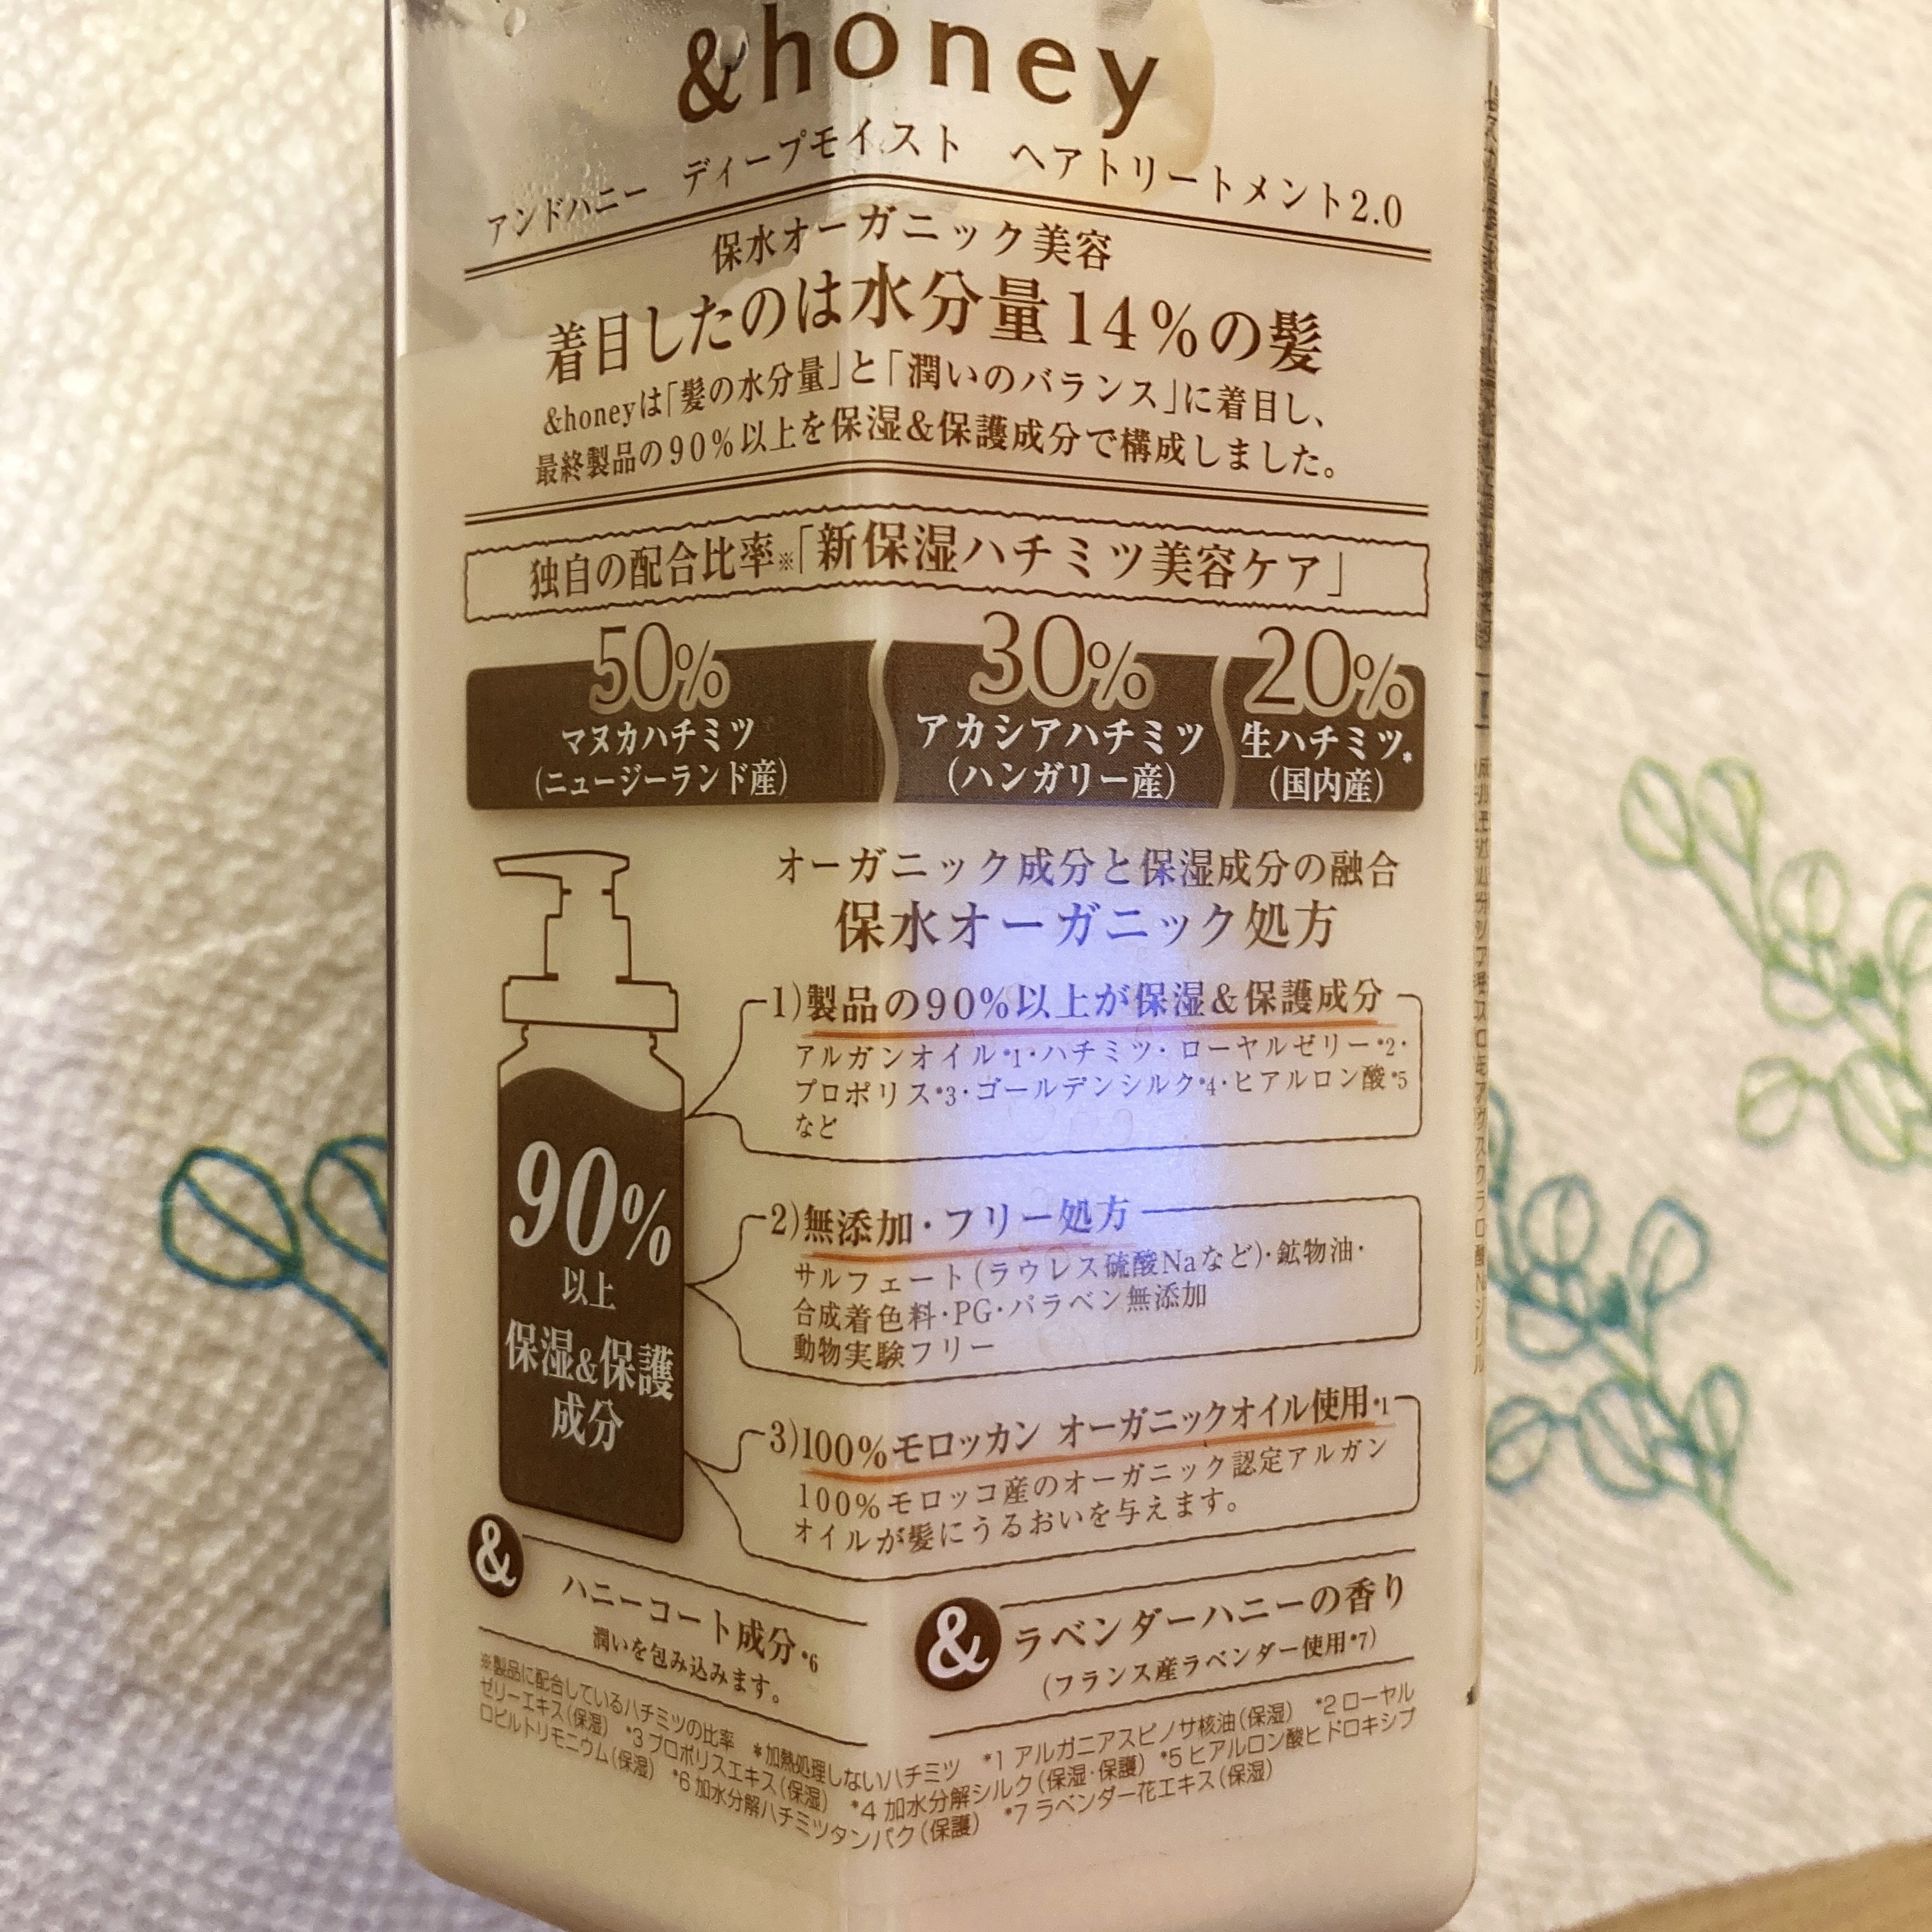 &honey
アンドハニー ディープモイスト ヘアトリートメント2.0
保水オーガニック美容
着目したのは水分量14%の髪
&honeyは「髪の水分量」と「潤いのバランス」に着目し、
最終製品の90%以上を保湿&保護成分で構成しました。
独自の配合比率※「新保湿ハチミツ美容ケア」
50%
マヌカハチミツ
(ニュージーランド産)
30%
アカシアハチミツ
(ハンガリー産)
20%
生ハチミツ*
(国内産)
オーガニック成分と保湿成分の融合
保水オーガニック処方
1)製品の90%以上が保湿&保護成分
アルガンオイル*1・ハチミツ・ローヤルゼリー*2・
プロポリス*3・ゴールデンシルク*4・ヒアルロン酸*5
など
2)無添加・フリー処方
サルフェート(ラウレス硫酸Naなど)・鉱物油・
合成着色料・PG・パラベン無添加
動物実験フリー
3)100%モロッカン オーガニックオイル使用*1
100%モロッコ産のオーガニック認定アルガン
オイルが髪にうるおいを与えます。
90%
以上
保湿&保護
成分
&
ハニーコート成分*6
潤いを包み込みます。
&
ラベンダーハニーの香り
(フランス産ラベンダー使用*7)
※製品に配合しているハチミツの比率 *加熱処理しないハチミツ *1 アルガニアスピノサ核油(保湿) *2 ローヤル
ゼリーエキス(保湿) *3 プロポリスエキス(保湿) *4 加水分解シルク(保湿・保護) *5 ヒアルロン酸ヒドロキシプ
ロピルトリモニウム(保湿) *6 加水分解ハチミツタンパク(保護) *7 ラベンダー花エキス(保湿)